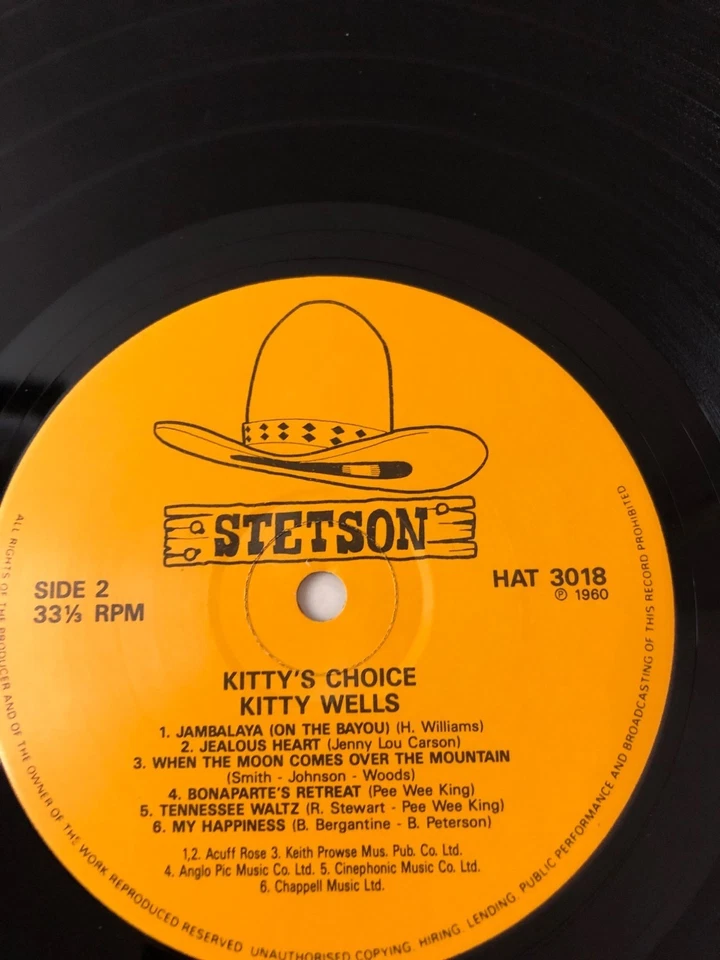 STETSON
SIDE 2
33⅓ RPM
HAT 3018
Ⓟ 1960
KITTY'S CHOICE
KITTY WELLS
1. JAMBALAYA (ON THE BAYOU) (H. Williams)
2. JEALOUS HEART (Jenny Lou Carson)
3. WHEN THE MOON COMES OVER THE MOUNTAIN
(Smith - Johnson - Woods)
4. BONAPARTE'S RETREAT (Pee Wee King)
5. TENNESSEE WALTZ (R. Stewart - Pee Wee King)
6. MY HAPPINESS (B. Bergantine - B. Peterson)
1,2. Acuff Rose 3. Keith Prowse Mus. Pub. Co. Ltd.
4. Anglo Pic Music Co. Ltd. 5. Cinephonic Music Co. Ltd.
6. Chappell Music Ltd.
ALL RIGHTS OF THE PRODUCER AND OF THE OWNER OF THE WORK REPRODUCED RESERVED. UNAUTHORISED COPYING, HIRING, LENDING, PUBLIC PERFORMANCE AND BROADCASTING OF THIS RECORD PROHIBITED